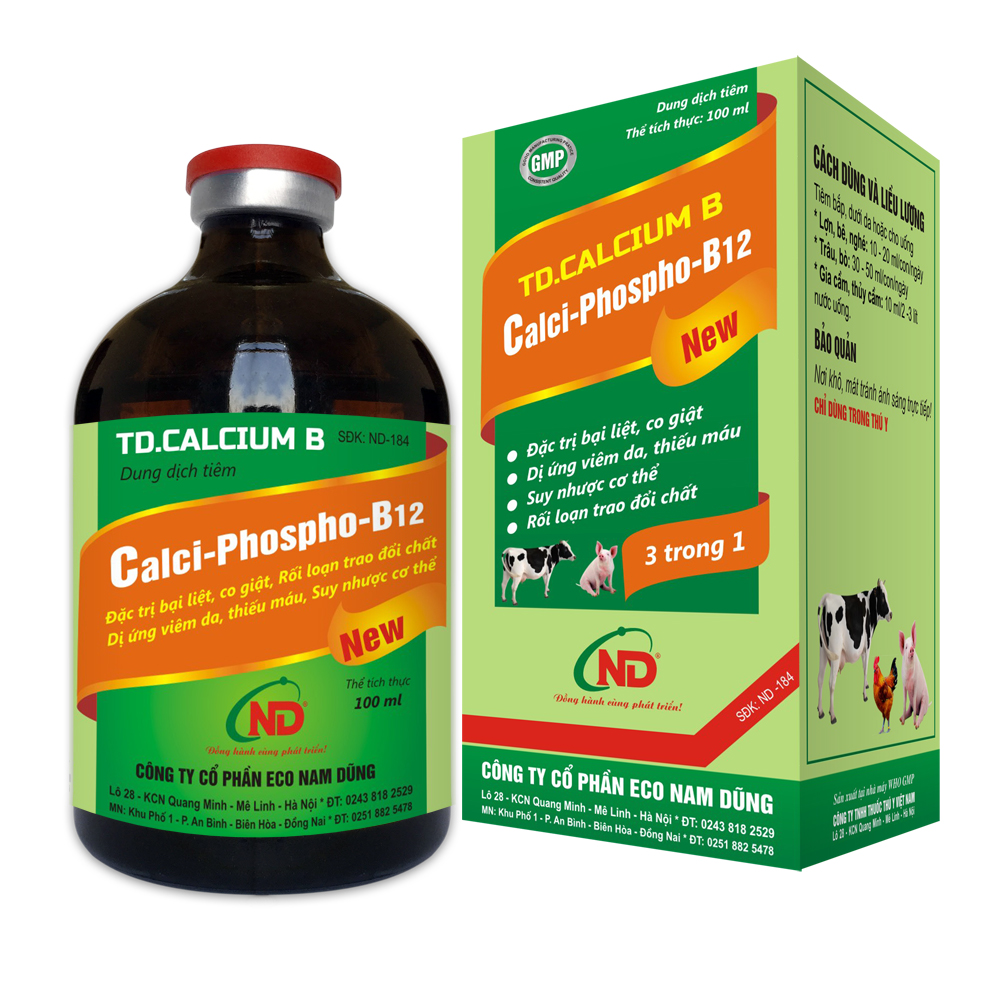 TD.CALCIUM B
SĐK: ND-184
Dung dịch tiêm
Calci-Phospho-B12
Đặc trị bại liệt, co giật, Rối loạn trao đổi chất
Dị ứng viêm da, thiếu máu, Suy nhược cơ thể
New
Thể tích thực
100 ml
ND®
Đồng hành cùng phát triển!
CÔNG TY CỔ PHẦN ECO NAM DŨNG
Lô 28 - KCN Quang Minh - Mê Linh - Hà Nội * ĐT: 0243 818 2529
MN: Khu Phố 1 - P. An Bình - Biên Hòa - Đồng Nai * ĐT: 0251 882 5478
Dung dịch tiêm
Thể tích thực: 100 ml
GOOD MANUFACTURING PRACTICE
GMP
CONSISTENT QUALITY
TD.CALCIUM B
Calci-Phospho-B12
New
• Đặc trị bại liệt, co giật
• Dị ứng viêm da, thiếu máu
• Suy nhược cơ thể
• Rối loạn trao đổi chất
3 trong 1
ND®
Đồng hành cùng phát triển!
SĐK: ND -184
CÔNG TY CỔ PHẦN ECO NAM DŨNG
Lô 28 - KCN Quang Minh - Mê Linh - Hà Nội * ĐT: 0243 818 2529
MN: Khu Phố 1 - P. An Bình - Biên Hòa - Đồng Nai * ĐT: 0251 882 5478
CÁCH DÙNG VÀ LIỀU LƯỢNG
Tiêm bắp, dưới da hoặc cho uống
* Lợn, bê, nghé: 10 - 20 ml/con/ngày
* Trâu, bò: 30 - 50 ml/con/ngày
* Gia cầm, thủy cầm: 10 ml/2 -3 lít
nước uống.
BẢO QUẢN
Nơi khô, mát tránh ánh sáng trực tiếp!
CHỈ DÙNG TRONG THÚ Y
Sản xuất tại nhà máy WHO GMP
CÔNG TY TNHH THUỐC THÚ Y VIỆT NAM
Lô 28 - KCN Quang Minh - Mê Linh - Hà Nội